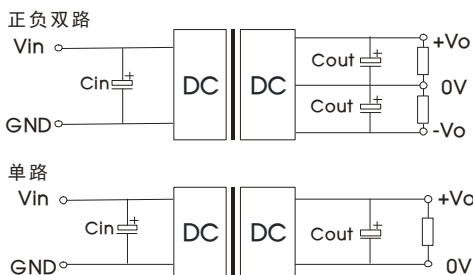 正负双路
Vin
Cin
GND
DC
DC
Cout
Cout
+Vo
0V
-Vo
单路
Vin
Cin
GND
DC
DC
Cout
+Vo
0V